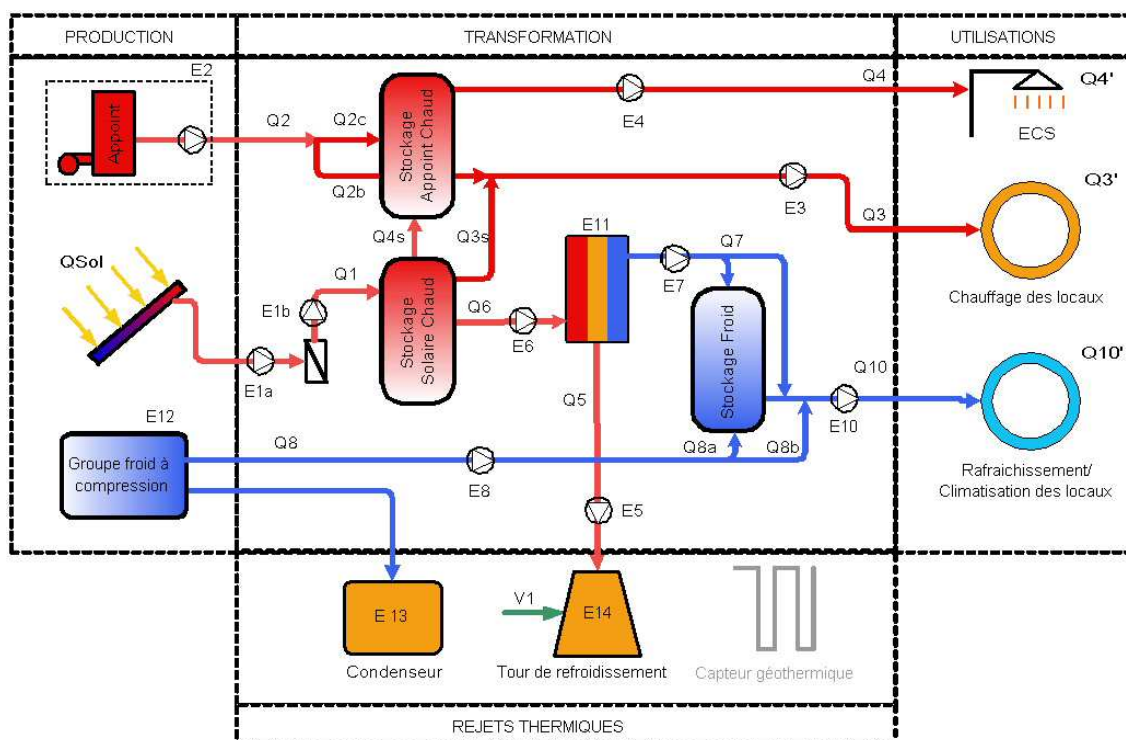 PRODUCTION
TRANSFORMATION
UTILISATIONS
E2
Appoint
Q2
Q2c
Q2b
Stockage
Appoint Chaud
E4
Q4
Q4'
ECS
Q4s
Q3s
E3
Q3
Q3'
Chauffage des locaux
QSol
E1a
E1b
Q1
Stockage
Solaire Chaud
Q6
E6
E11
E7
Q7
Stockage Froid
Q5
Q10
Q10'
E10
Rafraichissement/
Climatisation des locaux
E12
Groupe froid à
compression
Q8
E8
Q8a
Q8b
E5
E 13
Condenseur
V1
E14
Tour de refroidissement
Capteur géothermique
REJETS THERMIQUES